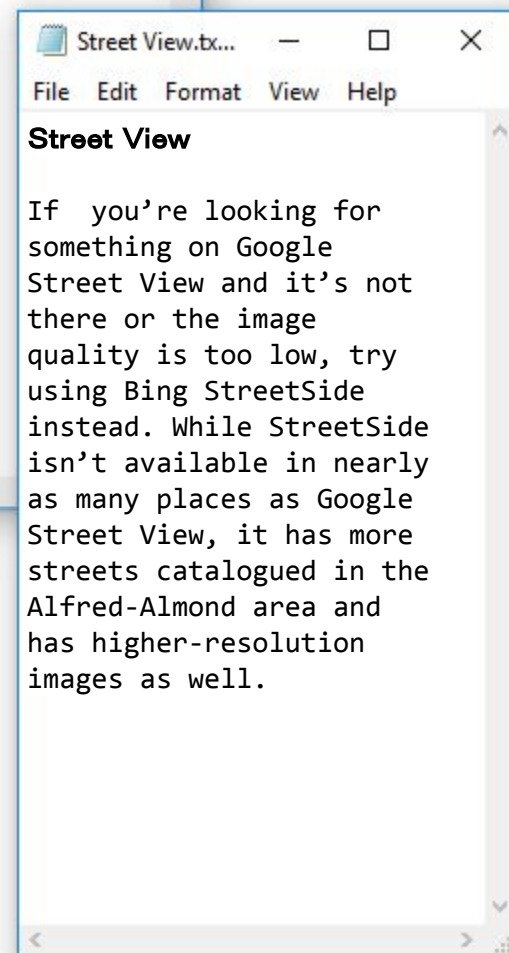 Street View.tx...
File Edit Format View Help
Street View
If  you’re looking for
something on Google
Street View and it’s not
there or the image
quality is too low, try
using Bing StreetSide
instead. While StreetSide
isn’t available in nearly
as many places as Google
Street View, it has more
streets catalogued in the
Alfred-Almond area and
has higher-resolution
images as well.